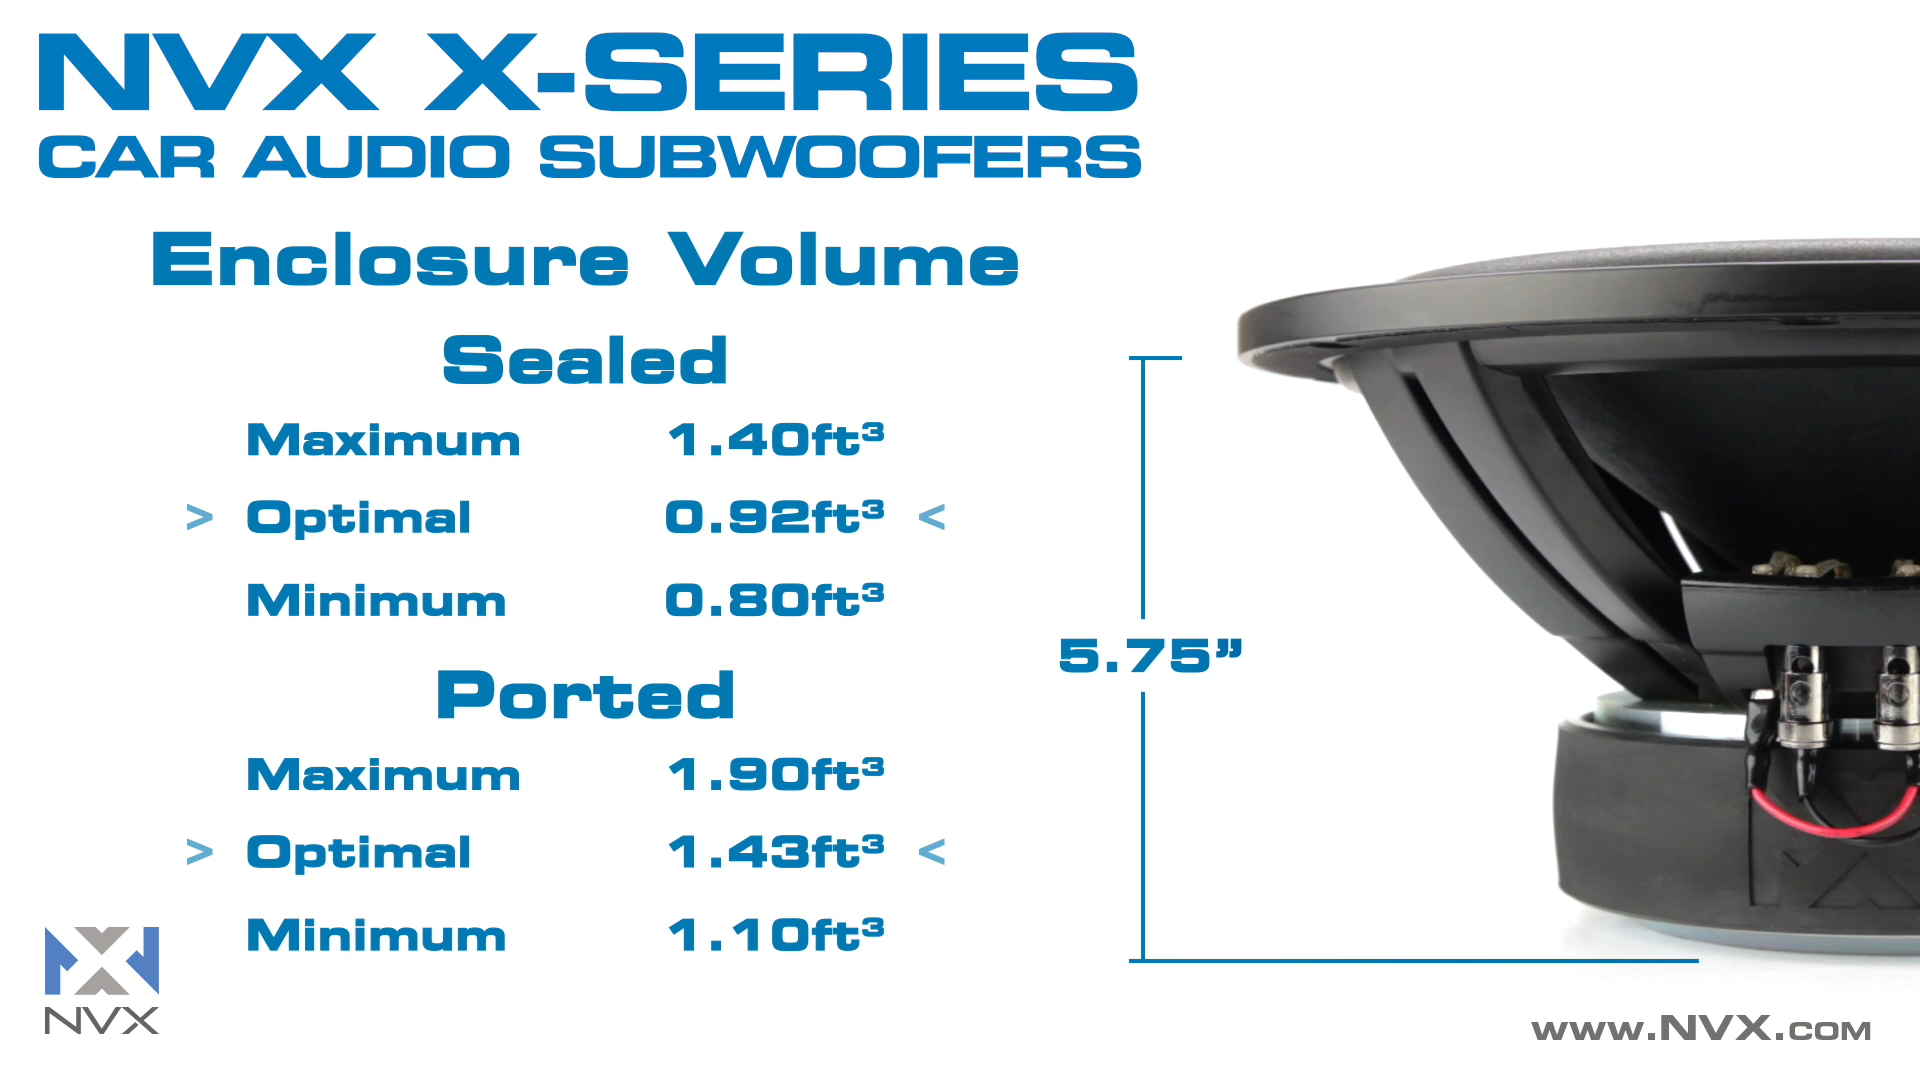 NVX X-SERIES
CAR AUDIO SUBWOOFERS
Enclosure Volume
Sealed
Maximum 1.40ft³
> Optimal 0.92ft³ <
Minimum 0.80ft³
Ported
Maximum 1.90ft³
> Optimal 1.43ft³ <
Minimum 1.10ft³
5.75”
NVX
www.NVX.com